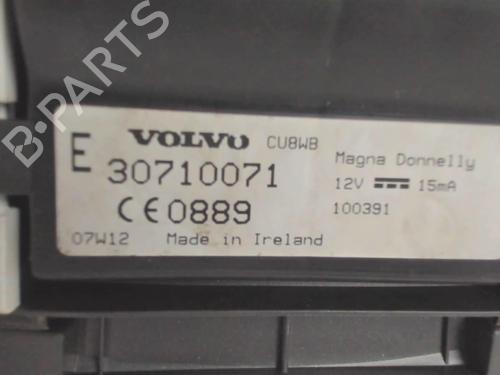 B-PARTS
VOLVO CU8WB
E 30710071
CE0889
07W12 Made in Ireland
Magna Donnelly
12V 15mA
100391